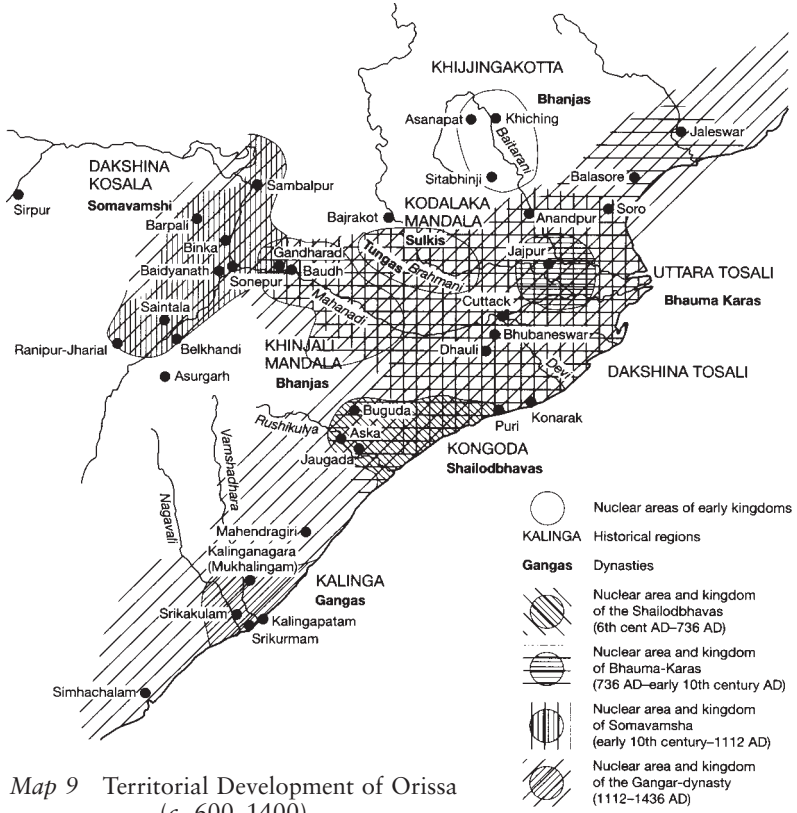 KHIJJINGAKOTTA
Bhanjas
Asanapat
Khiching
Baitarani
Jaleswar
DAKSHINA
KOSALA
Somavamshi
Sirpur
Sambalpur
Sitabhinji
Balasore
KODALAKA
MANDALA
Sulkis
Barpali
Bajrakot
Anandpur
Soro
Binka
Gandharadi
Tungas
Brahmani
Jajpur
Baidyanath
Baudh
UTTARA TOSALI
Bhauma Karas
Sonepur
Mahanadi
Cuttack
Saintala
Bhubaneswar
Ranipur-Jharial
Belkhandi
KHINJALI
MANDALA
Bhanjas
Dhauli
Devi
DAKSHINA TOSALI
Asurgarh
Buguda
Puri
Konarak
Rushikulya
Aska
Jaugada
KONGODA
Shailodbhavas
Vamshadhara
Nagavali
Mahendragiri
Kalinganagara
(Mukhalingam)
KALINGA
Gangas
Srikakulam
Kalingapatam
Srikurmam
Simhachalam
Nuclear areas of early kingdoms
KALINGA Historical regions
Gangas Dynasties
Nuclear area and kingdom
of the Shailodbhavas
(6th cent AD–736 AD)
Nuclear area and kingdom
of Bhauma-Karas
(736 AD–early 10th century AD)
Nuclear area and kingdom
of Somavamsha
(early 10th century–1112 AD)
Nuclear area and kingdom
of the Gangar-dynasty
(1112–1436 AD)
Map 9 Territorial Development of Orissa
(c. 600–1400)